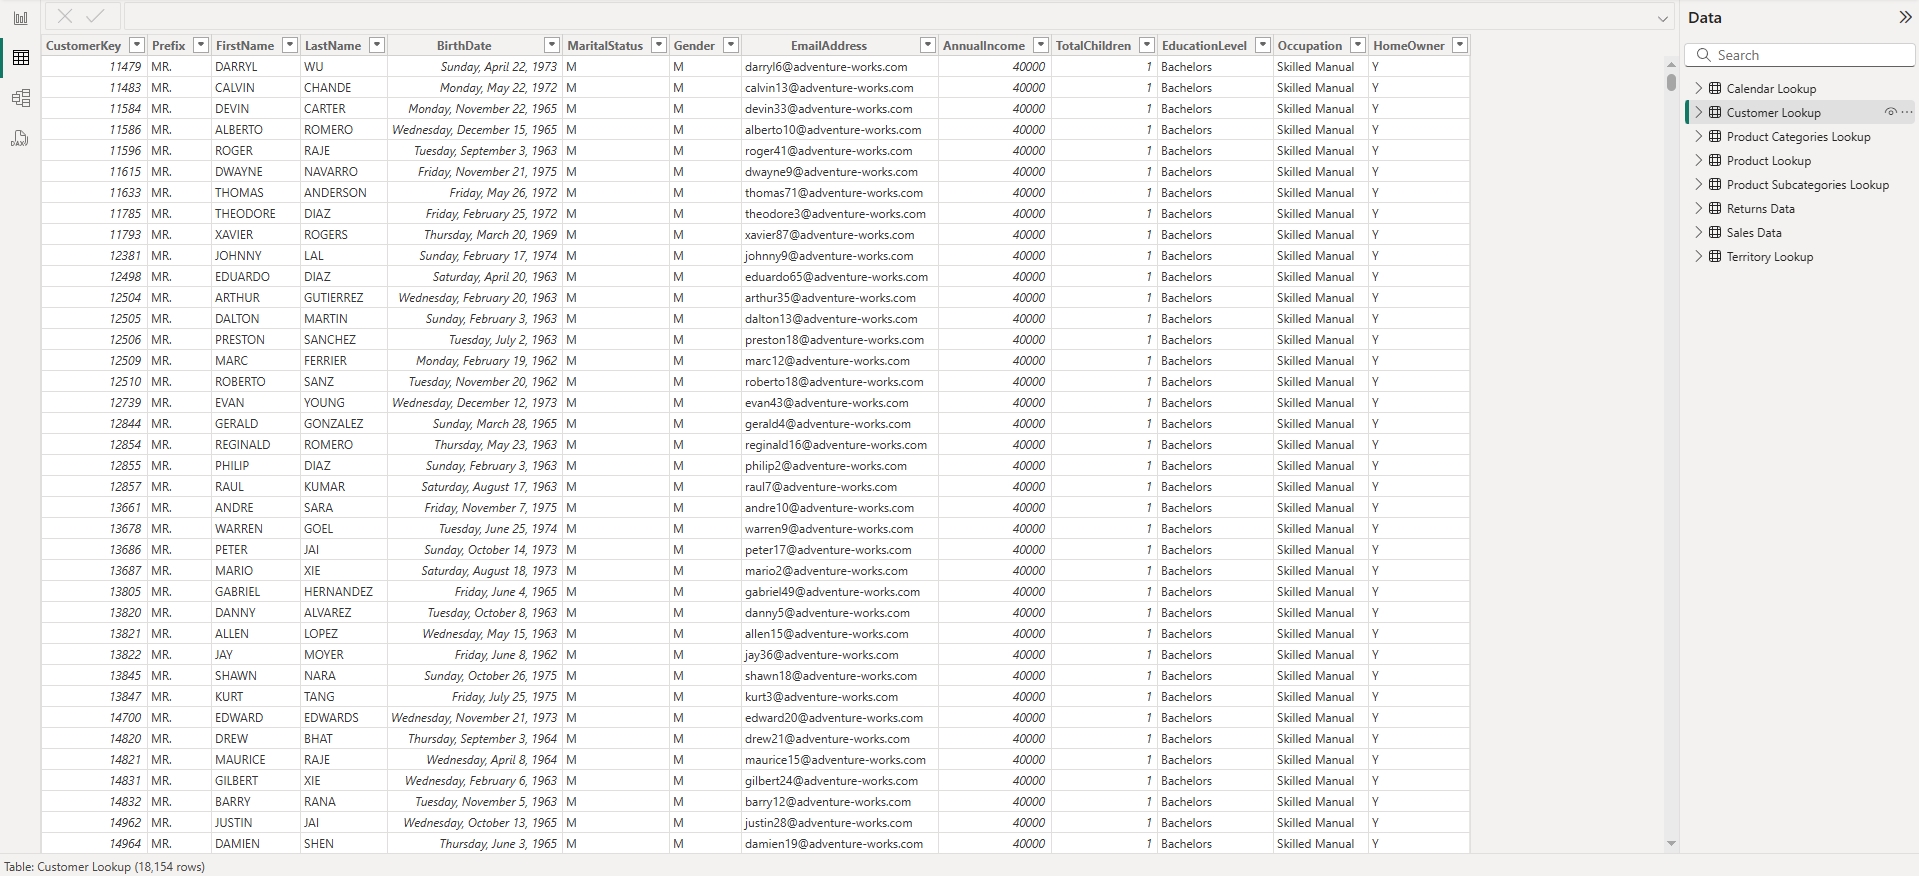 Data
CustomerKey Prefix FirstName LastName BirthDate MaritalStatus Gender EmailAddress AnnualIncome TotalChildren EducationLevel Occupation HomeOwner
Search
11479 MR. DARRYL WU Sunday, April 22, 1973 M M darryl6@adventure-works.com 40000 1 Bachelors Skilled Manual Y
11483 MR. CALVIN CHANDE Monday, May 22, 1972 M M calvin13@adventure-works.com 40000 1 Bachelors Skilled Manual Y
11584 MR. DEVIN CARTER Monday, November 22, 1965 M M devin33@adventure-works.com 40000 1 Bachelors Skilled Manual Y
11586 MR. ALBERTO ROMERO Wednesday, December 15, 1965 M M alberto10@adventure-works.com 40000 1 Bachelors Skilled Manual Y
11596 MR. ROGER RAJE Tuesday, September 3, 1963 M M roger41@adventure-works.com 40000 1 Bachelors Skilled Manual Y
11615 MR. DWAYNE NAVARRO Friday, November 21, 1975 M M dwayne9@adventure-works.com 40000 1 Bachelors Skilled Manual Y
11633 MR. THOMAS ANDERSON Friday, May 26, 1972 M M thomas71@adventure-works.com 40000 1 Bachelors Skilled Manual Y
11785 MR. THEODORE DIAZ Friday, February 25, 1972 M M theodore3@adventure-works.com 40000 1 Bachelors Skilled Manual Y
11793 MR. XAVIER ROGERS Thursday, March 20, 1969 M M xavier87@adventure-works.com 40000 1 Bachelors Skilled Manual Y
12381 MR. JOHNNY LAL Sunday, February 17, 1974 M M johnny9@adventure-works.com 40000 1 Bachelors Skilled Manual Y
12498 MR. EDUARDO DIAZ Saturday, April 20, 1963 M M eduardo65@adventure-works.com 40000 1 Bachelors Skilled Manual Y
12504 MR. ARTHUR GUTIERREZ Wednesday, February 20, 1963 M M arthur35@adventure-works.com 40000 1 Bachelors Skilled Manual Y
12505 MR. DALTON MARTIN Sunday, February 3, 1963 M M dalton13@adventure-works.com 40000 1 Bachelors Skilled Manual Y
12506 MR. PRESTON SANCHEZ Tuesday, July 2, 1963 M M preston18@adventure-works.com 40000 1 Bachelors Skilled Manual Y
12509 MR. MARC FERRIER Monday, February 19, 1962 M M marc12@adventure-works.com 40000 1 Bachelors Skilled Manual Y
12510 MR. ROBERTO SANZ Tuesday, November 20, 1962 M M roberto18@adventure-works.com 40000 1 Bachelors Skilled Manual Y
12739 MR. EVAN YOUNG Wednesday, December 12, 1973 M M evan43@adventure-works.com 40000 1 Bachelors Skilled Manual Y
12844 MR. GERALD GONZALEZ Sunday, March 28, 1965 M M gerald4@adventure-works.com 40000 1 Bachelors Skilled Manual Y
12854 MR. REGINALD ROMERO Thursday, May 23, 1963 M M reginald16@adventure-works.com 40000 1 Bachelors Skilled Manual Y
12855 MR. PHILIP DIAZ Sunday, February 3, 1963 M M philip2@adventure-works.com 40000 1 Bachelors Skilled Manual Y
12857 MR. RAUL KUMAR Saturday, August 17, 1963 M M raul7@adventure-works.com 40000 1 Bachelors Skilled Manual Y
13661 MR. ANDRE SARA Friday, November 7, 1975 M M andre10@adventure-works.com 40000 1 Bachelors Skilled Manual Y
13678 MR. WARREN GOEL Tuesday, June 25, 1974 M M warren9@adventure-works.com 40000 1 Bachelors Skilled Manual Y
13686 MR. PETER JAI Sunday, October 14, 1973 M M peter17@adventure-works.com 40000 1 Bachelors Skilled Manual Y
13687 MR. MARIO XIE Saturday, August 18, 1973 M M mario2@adventure-works.com 40000 1 Bachelors Skilled Manual Y
13805 MR. GABRIEL HERNANDEZ Friday, June 4, 1965 M M gabriel49@adventure-works.com 40000 1 Bachelors Skilled Manual Y
13820 MR. DANNY ALVAREZ Tuesday, October 8, 1963 M M danny5@adventure-works.com 40000 1 Bachelors Skilled Manual Y
13821 MR. ALLEN LOPEZ Wednesday, May 15, 1963 M M allen15@adventure-works.com 40000 1 Bachelors Skilled Manual Y
13822 MR. JAY MOYER Friday, June 8, 1962 M M jay36@adventure-works.com 40000 1 Bachelors Skilled Manual Y
13845 MR. SHAWN NARA Sunday, October 26, 1975 M M shawn18@adventure-works.com 40000 1 Bachelors Skilled Manual Y
13847 MR. KURT TANG Friday, July 25, 1975 M M kurt3@adventure-works.com 40000 1 Bachelors Skilled Manual Y
14700 MR. EDWARD EDWARDS Wednesday, November 21, 1973 M M edward20@adventure-works.com 40000 1 Bachelors Skilled Manual Y
14820 MR. DREW BHAT Thursday, September 3, 1964 M M drew21@adventure-works.com 40000 1 Bachelors Skilled Manual Y
14821 MR. MAURICE RAJE Wednesday, April 8, 1964 M M maurice15@adventure-works.com 40000 1 Bachelors Skilled Manual Y
14831 MR. GILBERT XIE Wednesday, February 6, 1963 M M gilbert24@adventure-works.com 40000 1 Bachelors Skilled Manual Y
14832 MR. BARRY RANA Tuesday, November 5, 1963 M M barry12@adventure-works.com 40000 1 Bachelors Skilled Manual Y
14962 MR. JUSTIN JAI Wednesday, October 13, 1965 M M justin28@adventure-works.com 40000 1 Bachelors Skilled Manual Y
14964 MR. DAMIEN SHEN Thursday, June 3, 1965 M M damien19@adventure-works.com 40000 1 Bachelors Skilled Manual Y
Calendar Lookup
Customer Lookup
Product Categories Lookup
Product Lookup
Product Subcategories Lookup
Returns Data
Sales Data
Territory Lookup
DAX
Table: Customer Lookup (18,154 rows)